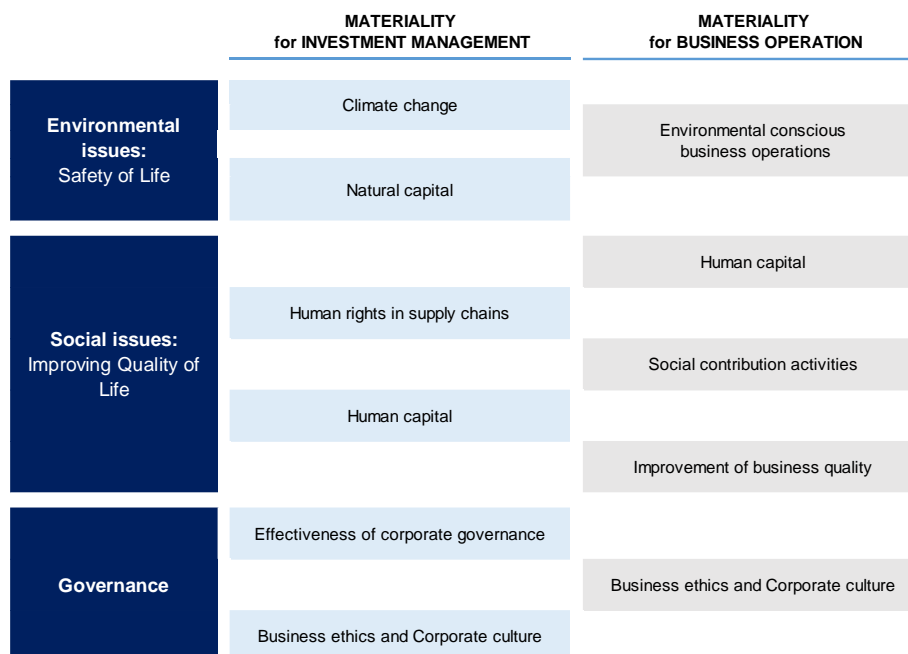 MATERIALITY
for INVESTMENT MANAGEMENT
MATERIALITY
for BUSINESS OPERATION
Environmental
issues:
Safety of Life
Climate change
Natural capital
Environmental conscious
business operations
Social issues:
Improving Quality of
Life
Human rights in supply chains
Human capital
Human capital
Social contribution activities
Improvement of business quality
Governance
Effectiveness of corporate governance
Business ethics and Corporate culture
Business ethics and Corporate culture